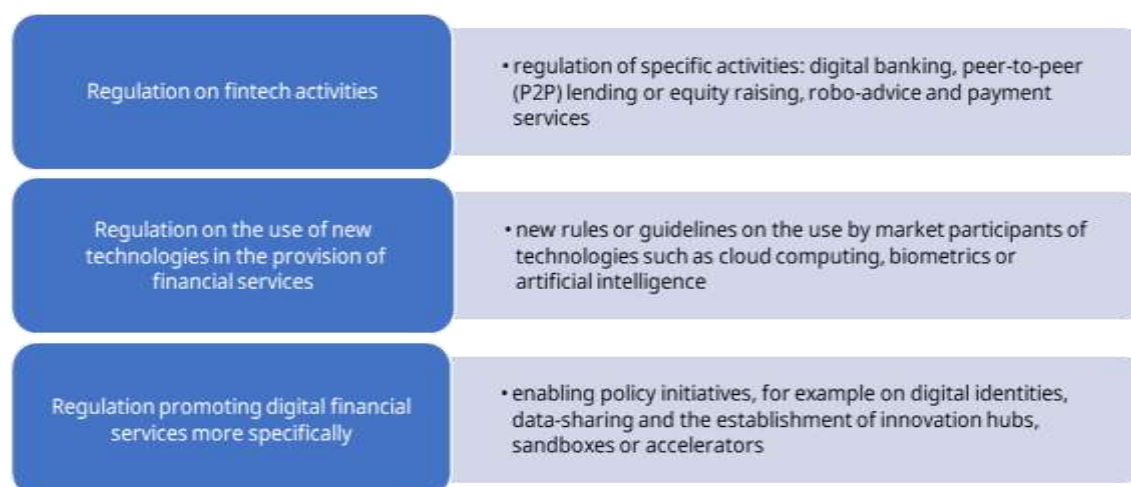 Regulation on fintech activities
• regulation of specific activities: digital banking, peer-to-peer
(P2P) lending or equity raising, robo-advice and payment
services
Regulation on the use of new
technologies in the provision of
financial services
• new rules or guidelines on the use by market participants of
technologies such as cloud computing, biometrics or
artificial intelligence
Regulation promoting digital financial
services more specifically
• enabling policy initiatives, for example on digital identities,
data-sharing and the establishment of innovation hubs,
sandboxes or accelerators